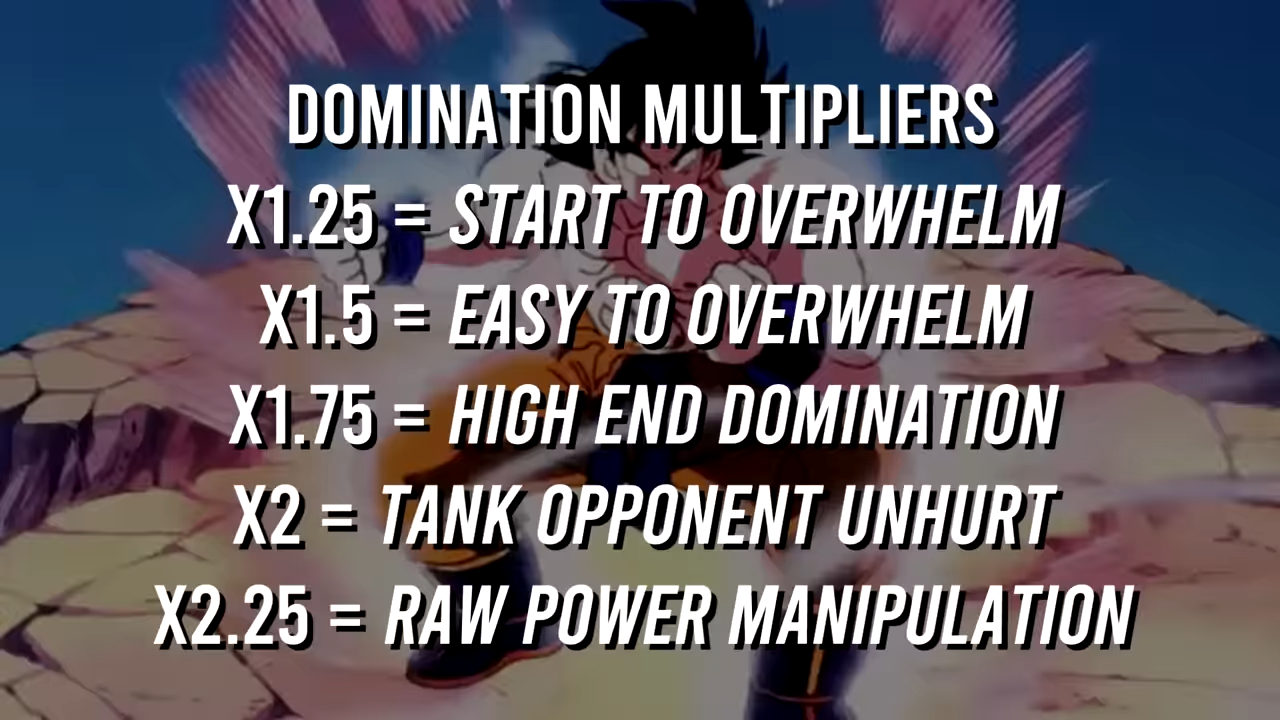 DOMINATION MULTIPLIERS
X1.25 = START TO OVERWHELM
X1.5 = EASY TO OVERWHELM
X1.75 = HIGH END DOMINATION
X2 = TANK OPPONENT UNHURT
X2.25 = RAW POWER MANIPULATION